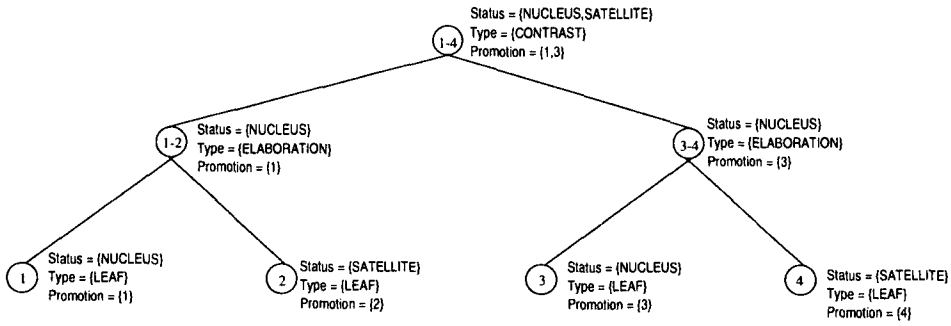 Status = {NUCLEUS,SATELLITE}
1-4
Type = {CONTRAST}
Promotion = {1,3}
1-2
Status = {NUCLEUS}
Type = {ELABORATION}
Promotion = {1}
3-4
Status = {NUCLEUS}
Type = {ELABORATION}
Promotion = {3}
1
Status = {NUCLEUS}
Type = {LEAF}
Promotion = {1}
2
Status = {SATELLITE}
Type = {LEAF}
Promotion = {2}
3
Status = {NUCLEUS}
Type = {LEAF}
Promotion = {3}
4
Status = {SATELLITE}
Type = {LEAF}
Promotion = {4}